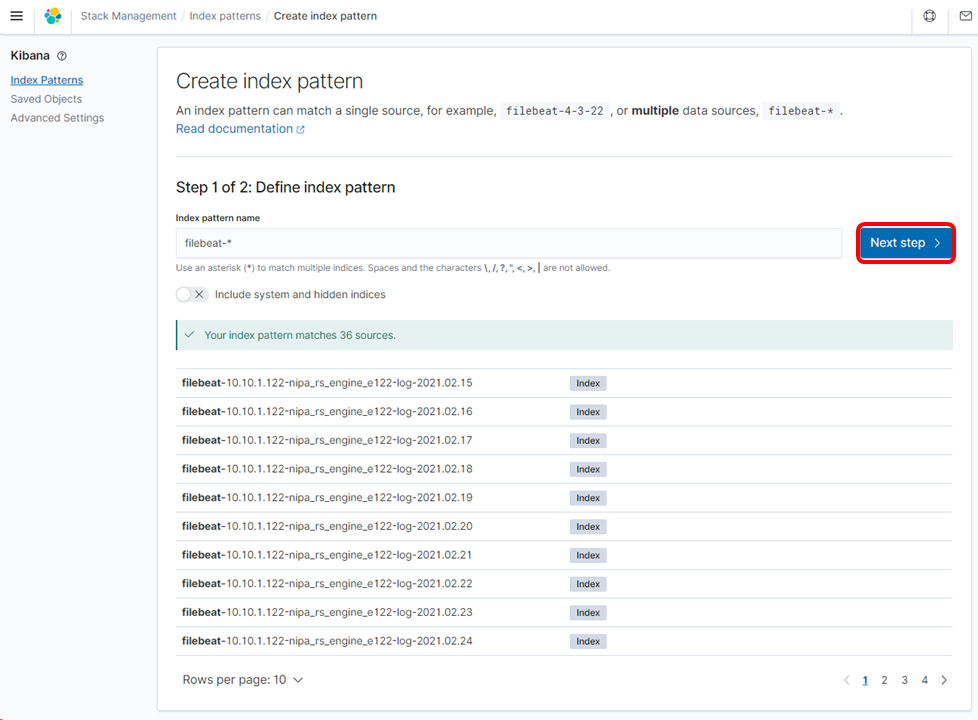 Stack Management / Index patterns / Create index pattern
Kibana
Index Patterns
Saved Objects
Advanced Settings
Create index pattern
An index pattern can match a single source, for example, filebeat-4-3-22 , or multiple data sources, filebeat-* .
Read documentation
Step 1 of 2: Define index pattern
Index pattern name
filebeat-*
Next step
Use an asterisk (*) to match multiple indices. Spaces and the characters \, /, ?, ", <, >, | are not allowed.
Include system and hidden indices
Your index pattern matches 36 sources.
filebeat-10.10.1.122-nipa_rs_engine_e122-log-2021.02.15 Index
filebeat-10.10.1.122-nipa_rs_engine_e122-log-2021.02.16 Index
filebeat-10.10.1.122-nipa_rs_engine_e122-log-2021.02.17 Index
filebeat-10.10.1.122-nipa_rs_engine_e122-log-2021.02.18 Index
filebeat-10.10.1.122-nipa_rs_engine_e122-log-2021.02.19 Index
filebeat-10.10.1.122-nipa_rs_engine_e122-log-2021.02.20 Index
filebeat-10.10.1.122-nipa_rs_engine_e122-log-2021.02.21 Index
filebeat-10.10.1.122-nipa_rs_engine_e122-log-2021.02.22 Index
filebeat-10.10.1.122-nipa_rs_engine_e122-log-2021.02.23 Index
filebeat-10.10.1.122-nipa_rs_engine_e122-log-2021.02.24 Index
Rows per page: 10
1 2 3 4